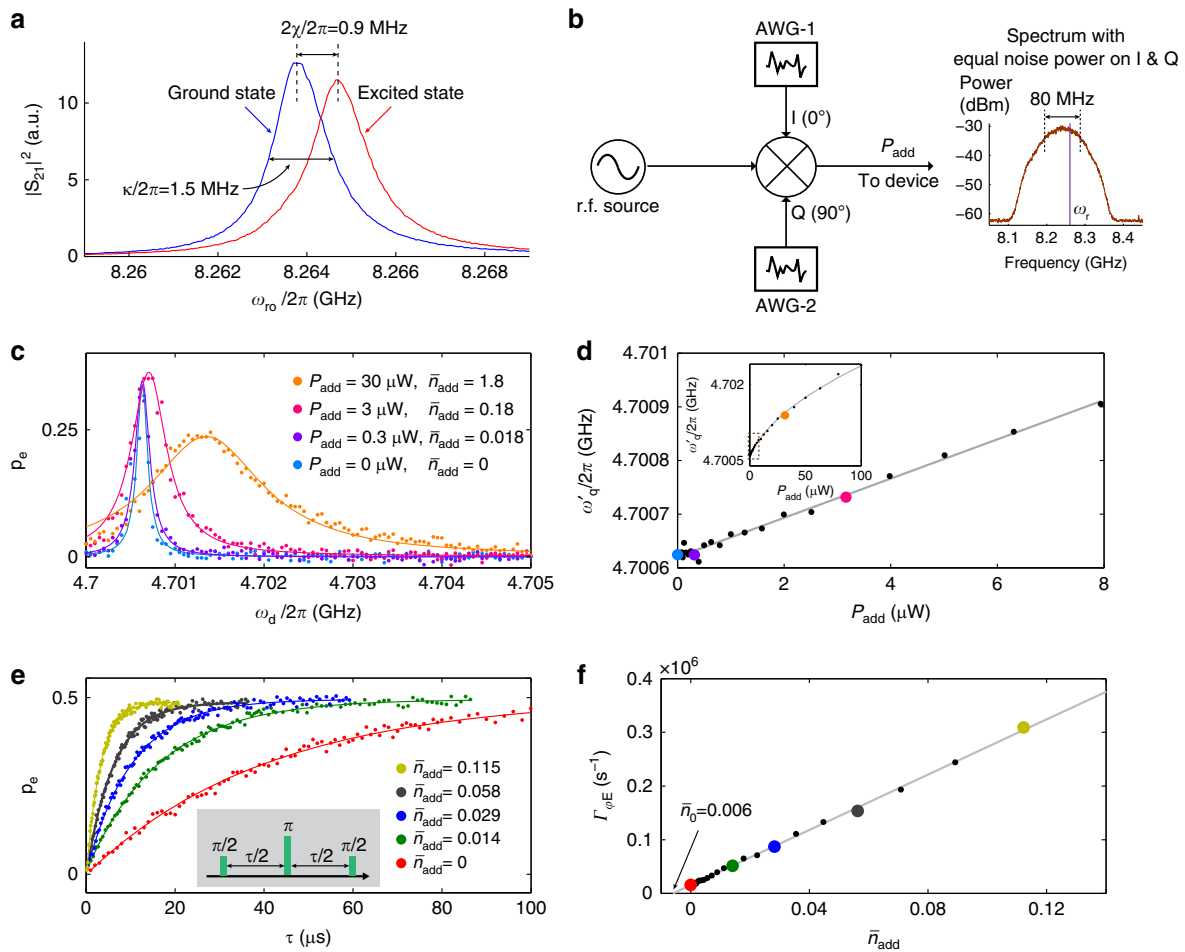 a
2χ/2π=0.9 MHz
Ground state
Excited state
κ/2π=1.5 MHz
|S21|² (a.u.)
10
5
0
8.26
8.262
8.264
8.266
8.268
ωro/2π (GHz)
b
AWG-1
I (0°)
r.f. source
Padd
To device
Q (90°)
AWG-2
Spectrum with
equal noise power on I & Q
Power
(dBm)
80 MHz
−30
−40
−50
−60
ωr
8.1
8.2
8.3
8.4
Frequency (GHz)
c
Padd = 30 μW, n̄add = 1.8
Padd = 3 μW, n̄add = 0.18
Padd = 0.3 μW, n̄add = 0.018
Padd = 0 μW, n̄add = 0
pe
0.25
0
4.7
4.701
4.702
4.703
4.704
4.705
ωd/2π (GHz)
d
4.701
4.7009
4.7008
4.7007
4.7006
ω′q/2π (GHz)
4.702
4.7005
ω′q/2π (GHz)
0
50
100
Padd (μW)
0
2
4
6
8
Padd (μW)
e
pe
0.5
0
n̄add = 0.115
n̄add = 0.058
n̄add = 0.029
n̄add = 0.014
n̄add = 0
π
π/2
τ/2
τ/2
π/2
0
20
40
60
80
100
τ (μs)
f
×10⁶
0.4
0.3
0.2
0.1
0
ΓφE (s⁻¹)
n̄0=0.006
0
0.04
0.08
0.12
n̄add